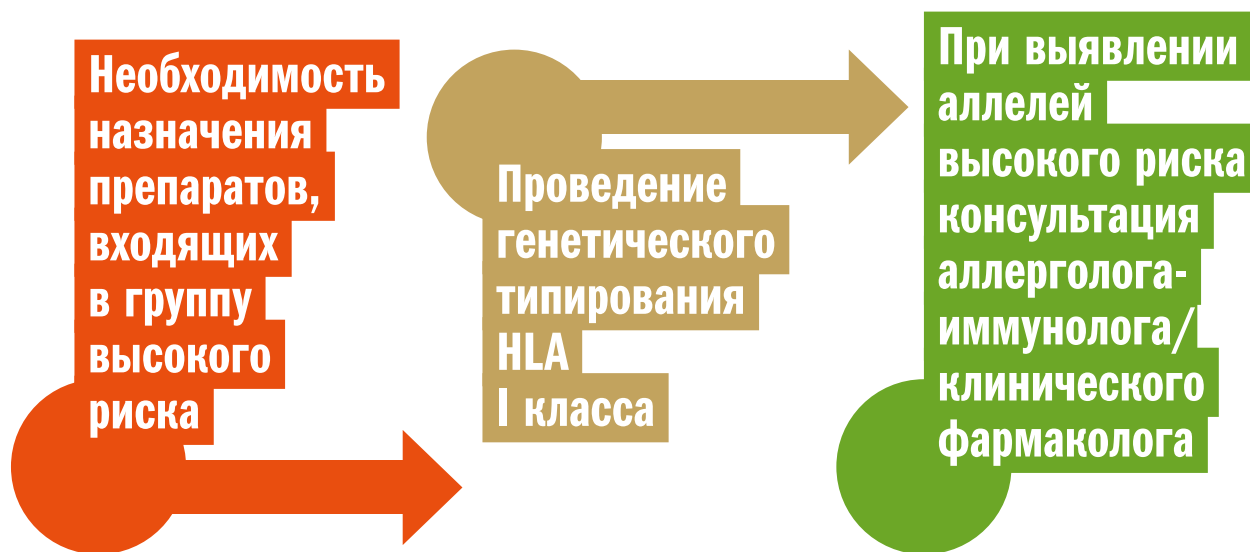 Необходимость
назначения
препаратов,
входящих
в группу
высокого
риска
Проведение
генетического
типирования
HLA
I класса
При выявлении
аллелей
высокого риска
консультация
аллерголога-
иммунолога/
клинического
фармаколога